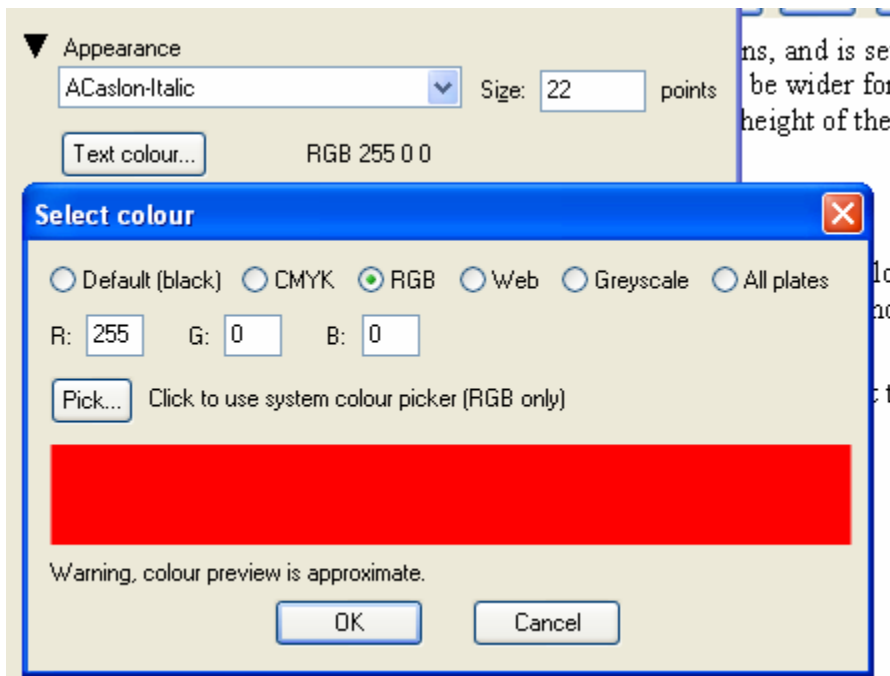 Appearance
ACaslon-Italic Size: 22 points
Text colour... RGB 255 0 0
ns, and is se
be wider for
height of the
Select colour
Default (black) CMYK RGB Web Greyscale All plates
R: 255 G: 0 B: 0
Pick... Click to use system colour picker (RGB only)
Warning, colour preview is approximate.
OK Cancel